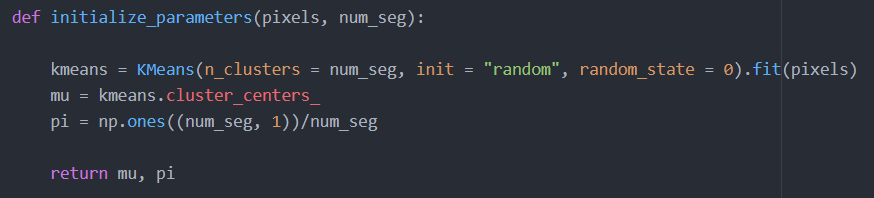 def initialize_parameters(pixels, num_seg):
kmeans = KMeans(n_clusters = num_seg, init = "random", random_state = 0).fit(pixels)
mu = kmeans.cluster_centers_
pi = np.ones((num_seg, 1))/num_seg
return mu, pi